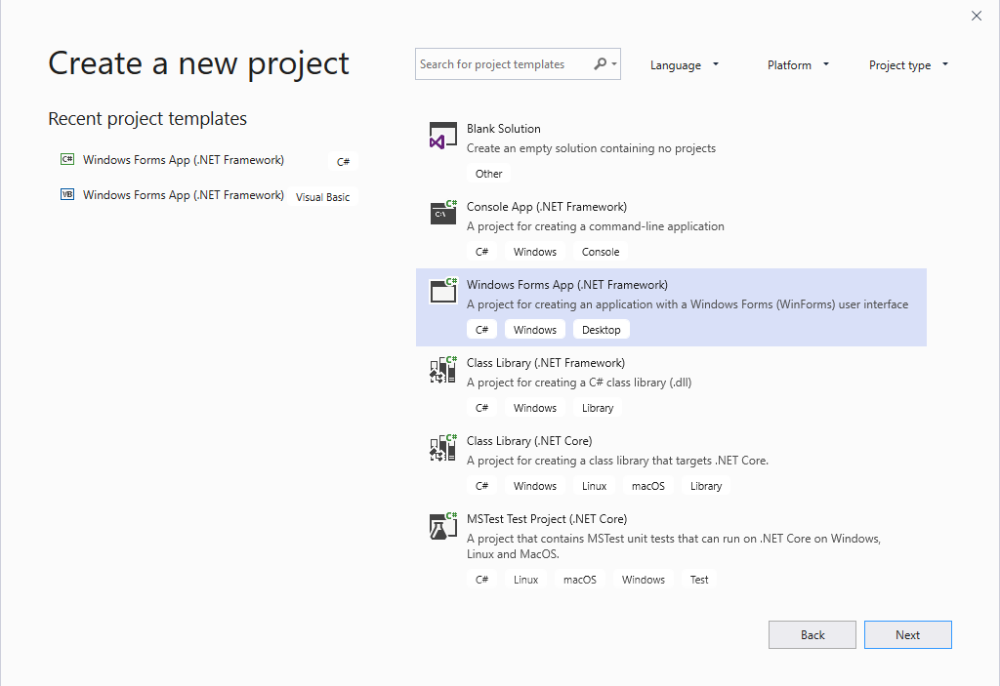 Create a new project
Search for project templates
Language
Platform
Project type
Recent project templates
C# Windows Forms App (.NET Framework) C#
VB Windows Forms App (.NET Framework) Visual Basic
Blank Solution
Create an empty solution containing no projects
Other
C#
C:\
Console App (.NET Framework)
A project for creating a command-line application
C# Windows Console
C#
Windows Forms App (.NET Framework)
A project for creating an application with a Windows Forms (WinForms) user interface
C# Windows Desktop
C#
Class Library (.NET Framework)
A project for creating a C# class library (.dll)
C# Windows Library
C#
Class Library (.NET Core)
A project for creating a class library that targets .NET Core.
C# Windows Linux macOS Library
C#
MSTest Test Project (.NET Core)
A project that contains MSTest unit tests that can run on .NET Core on Windows,
Linux and MacOS.
C# Linux macOS Windows Test
Back Next